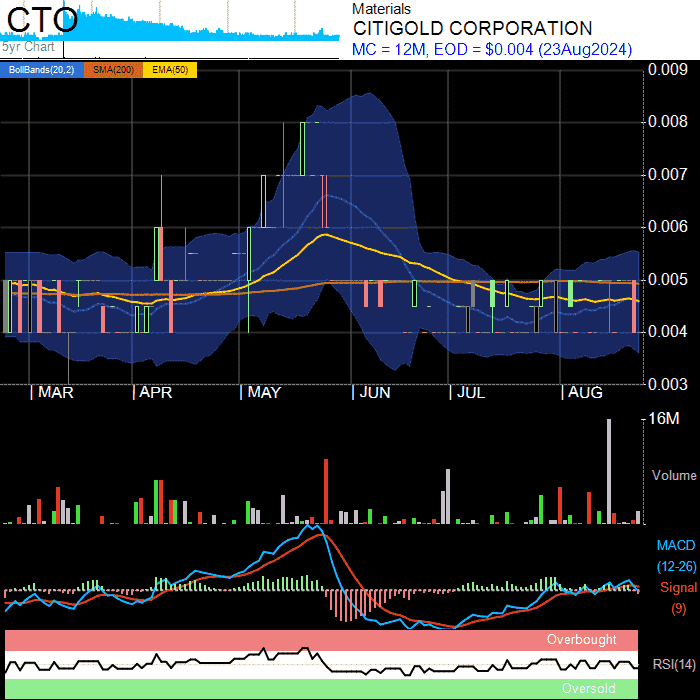 CTO
5yr Chart
Materials
CITIGOLD CORPORATION
MC = 12M, EOD = $0.004 (23Aug2024)
BollBands(20,2) SMA(200) EMA(50)
0.009
0.008
0.007
0.006
0.005
0.004
0.003
MAR APR MAY JUN JUL AUG
16M
Volume
MACD
(12-26)
Signal
(9)
Overbought
RSI(14)
Oversold